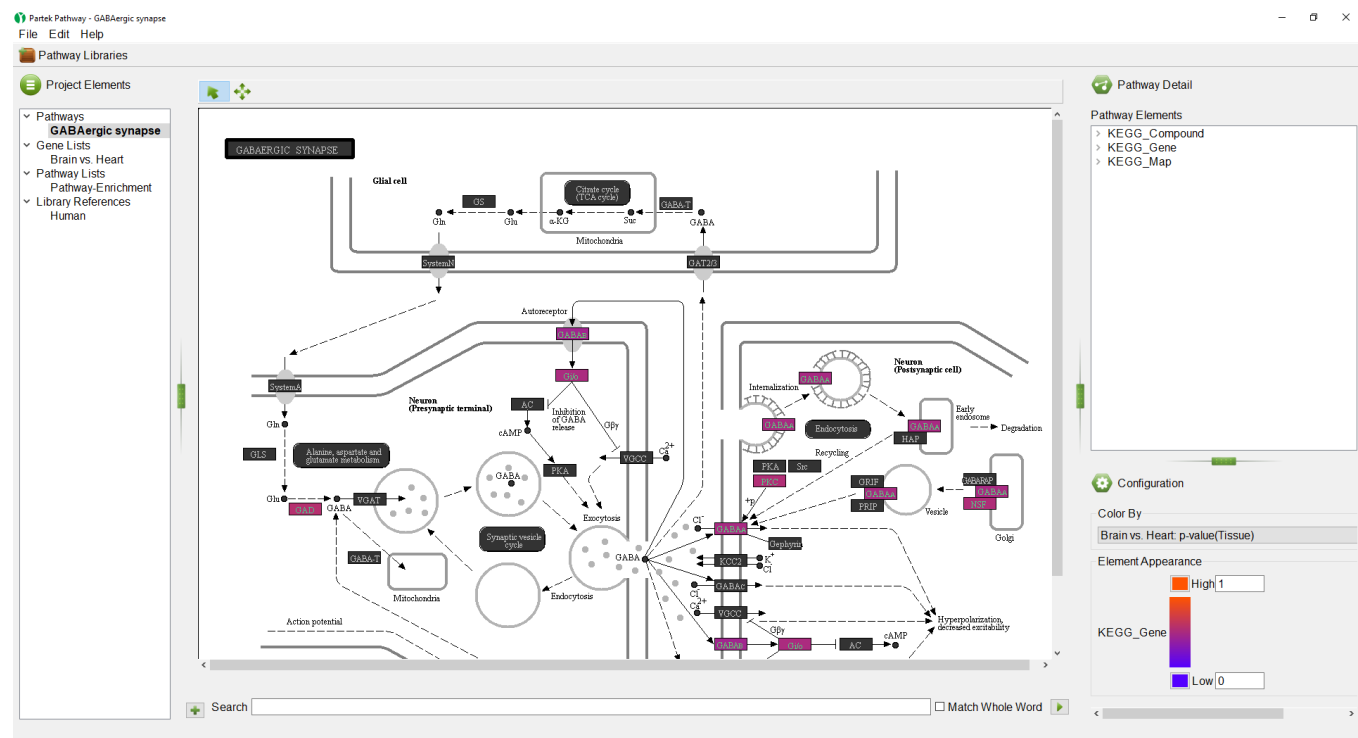 Partek Pathway - GABAergic synapse
File Edit Help
Pathway Libraries
Project Elements
Pathways
GABAergic synapse
Gene Lists
Brain vs. Heart
Pathway Lists
Pathway-Enrichment
Library References
Human
GABAERGIC SYNAPSE
Glial cell
Citrate cycle
(TCA cycle)
GS
GABA-T
Gln
Glu
α-KG
Suc
GABA
Mitochondria
SystemN
GAT2/3
Autoreceptor
GABAB
Gi/o
SystemA
Neuron
(Presynaptic terminal)
AC
Inhibition
of GABA
release
Gβγ
cAMP
Gln
GLS
Alanine, aspartate and
glutamate metabolism
VGCC
Ca2+
PKA
GABA
Glu
GAD
GABA
VGAT
Exocytosis
Synaptic vesicle
cycle
GABA-T
Mitochondria
GABA
Endocytosis
Action potential
Neuron
(Postsynaptic cell)
Internalization
GABAA
GABAA
Endocytosis
GABAA
HAP
Early
endosome
Degradation
Recycling
PKA
Src
PKC
+p
GRIF
GABAA
PRIP
Vesicle
GABARAP
GABAA
NSF
Golgi
Cl-
GABAA
Gephyrin
KCC2
K+
Cl-
GABAC
Cl-
Ca2+
VGCC
Hyperpolarization,
decreased excitability
Gβγ
GABAB
Gi/o
AC
cAMP
Search
Match Whole Word
Pathway Detail
Pathway Elements
KEGG_Compound
KEGG_Gene
KEGG_Map
Configuration
Color By
Brain vs. Heart: p-value(Tissue)
Element Appearance
High 1
KEGG_Gene
Low 0